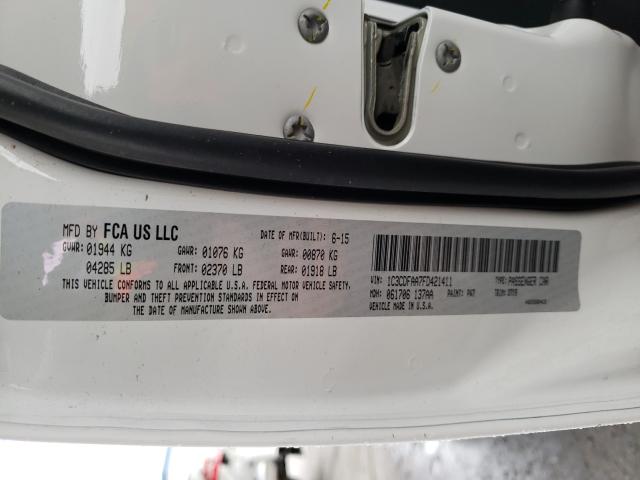 MFD BY FCA US LLC DATE OF MFR(BUILT): 6-15
GVWR: 01944 KG GAWR: 01076 KG GAWR: 00870 KG
04285 LB FRONT: 02370 LB REAR: 01918 LB
THIS VEHICLE CONFORMS TO ALL APPLICABLE U.S.A. FEDERAL MOTOR VEHICLE SAFETY,
BUMPER AND THEFT PREVENTION STANDARDS IN EFFECT ON
THE DATE OF MANUFACTURE SHOWN ABOVE.
VIN: 1C3CDFAA7FD421411 TYPE: PASSENGER CAR
MDH: 061706 137AA PAINT: PW7 TRIM:
VEHICLE MADE IN U.S.A.